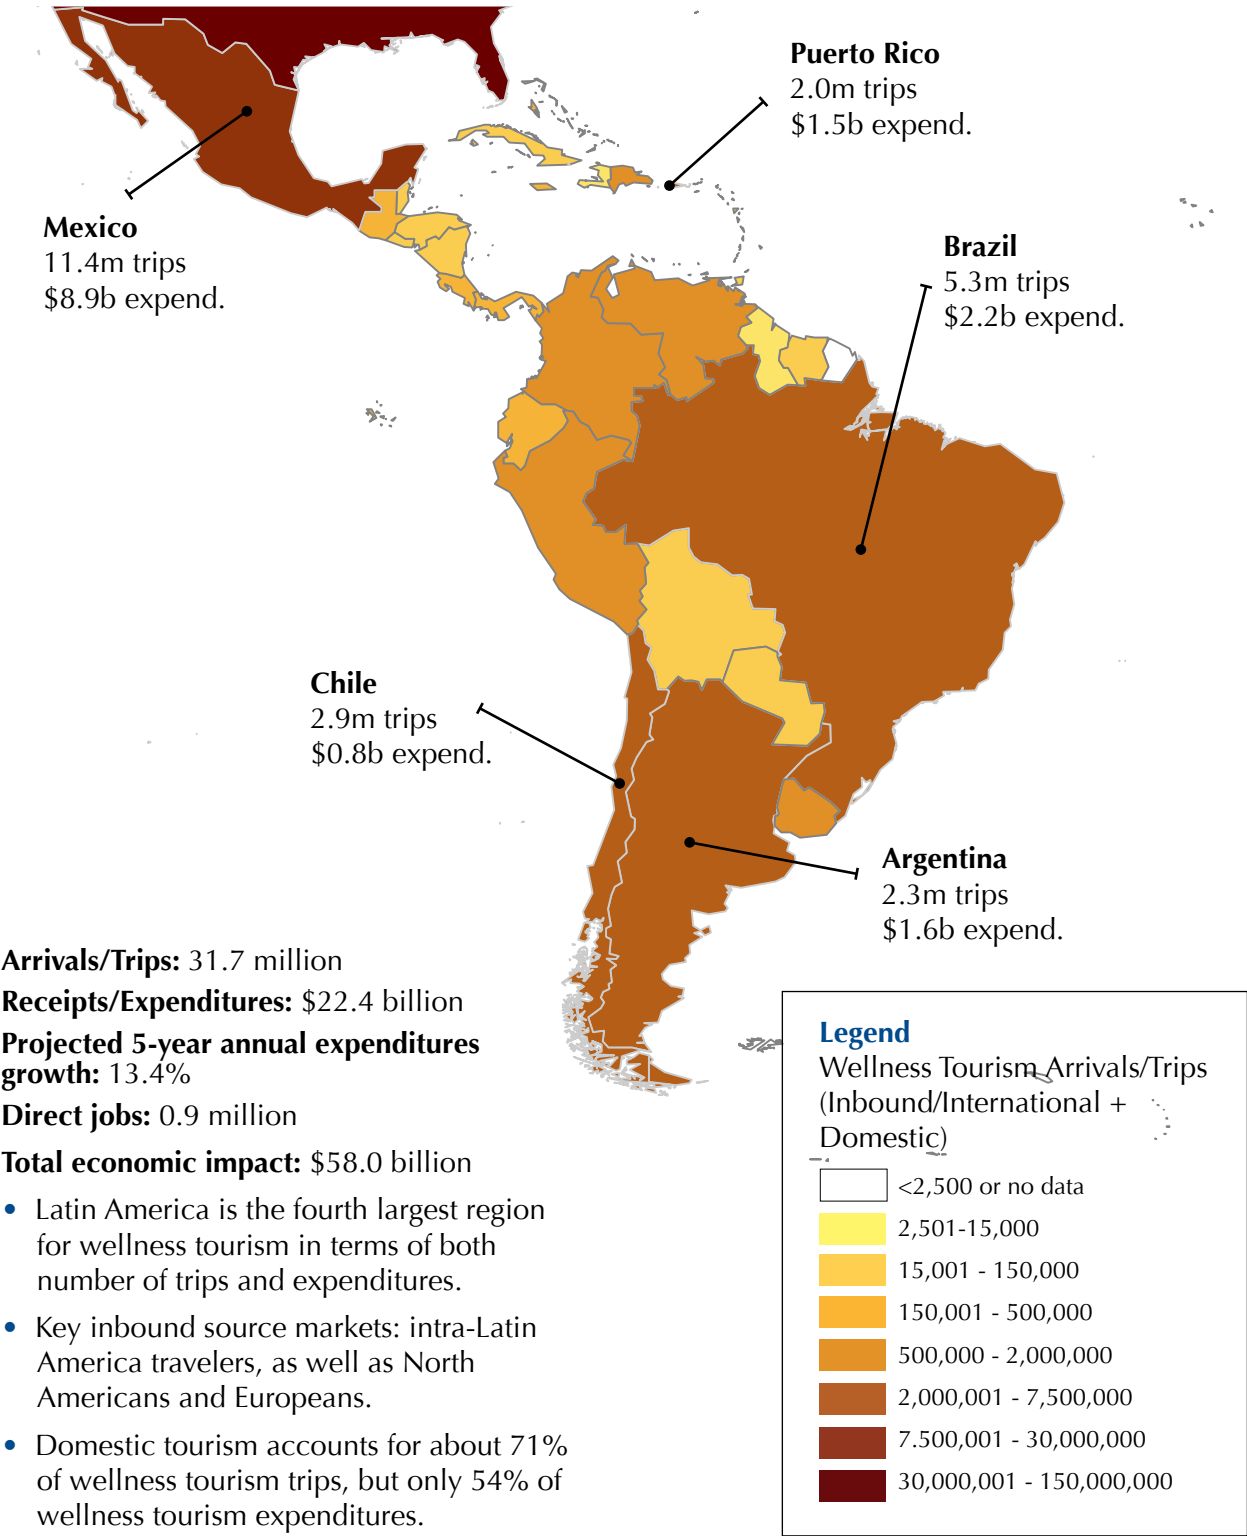 Puerto Rico
2.0m trips
$1.5b expend.
Mexico
11.4m trips
$8.9b expend.
Brazil
5.3m trips
$2.2b expend.
Chile
2.9m trips
$0.8b expend.
Argentina
2.3m trips
$1.6b expend.
Arrivals/Trips: 31.7 million
Receipts/Expenditures: $22.4 billion
Projected 5-year annual expenditures
growth: 13.4%
Direct jobs: 0.9 million
Total economic impact: $58.0 billion
• Latin America is the fourth largest region
for wellness tourism in terms of both
number of trips and expenditures.
• Key inbound source markets: intra-Latin
America travelers, as well as North
Americans and Europeans.
• Domestic tourism accounts for about 71%
of wellness tourism trips, but only 54% of
wellness tourism expenditures.
Legend
Wellness Tourism Arrivals/Trips
(Inbound/International +
Domestic)
<2,500 or no data
2,501-15,000
15,001 - 150,000
150,001 - 500,000
500,000 - 2,000,000
2,000,001 - 7,500,000
7.500,001 - 30,000,000
30,000,001 - 150,000,000